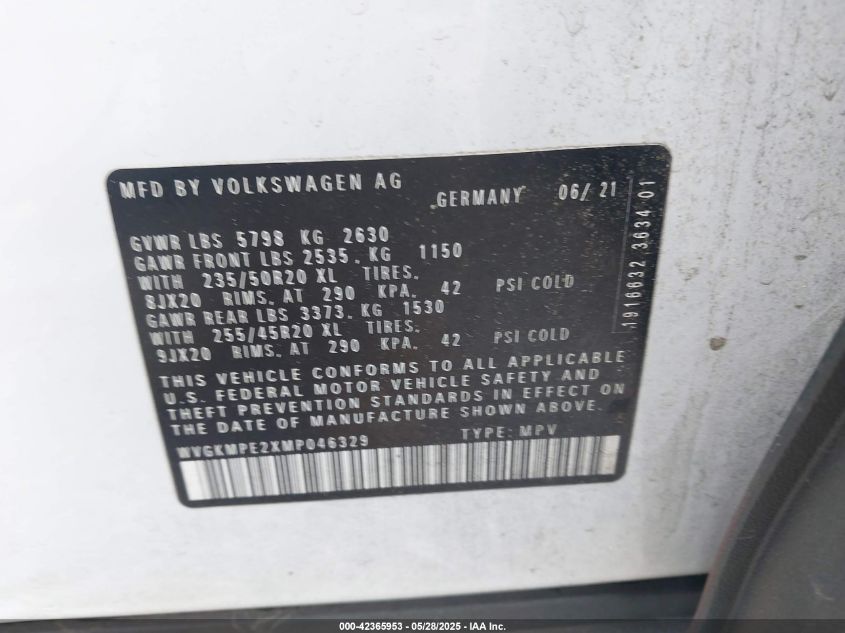 MFD BY VOLKSWAGEN AG GERMANY 06/ 21
GVWR LBS 5798 KG 2630
GAWR FRONT LBS 2535. KG 1150
WITH 235/50R20 XL TIRES.
8JX20 RIMS. AT 290 KPA. 42 PSI COLD
GAWR REAR LBS 3373. KG 1530
WITH 255/45R20 XL TIRES.
9JX20 RIMS. AT 290 KPA. 42 PSI COLD
THIS VEHICLE CONFORMS TO ALL APPLICABLE
U.S. FEDERAL MOTOR VEHICLE SAFETY AND
THEFT PREVENTION STANDARDS IN EFFECT ON
THE DATE OF MANUFACTURE SHOWN ABOVE.
WVGKMPE2XMP046329 TYPE: MPV
1916632 3634 01
000-42365953 - 05/28/2025 - IAA Inc.